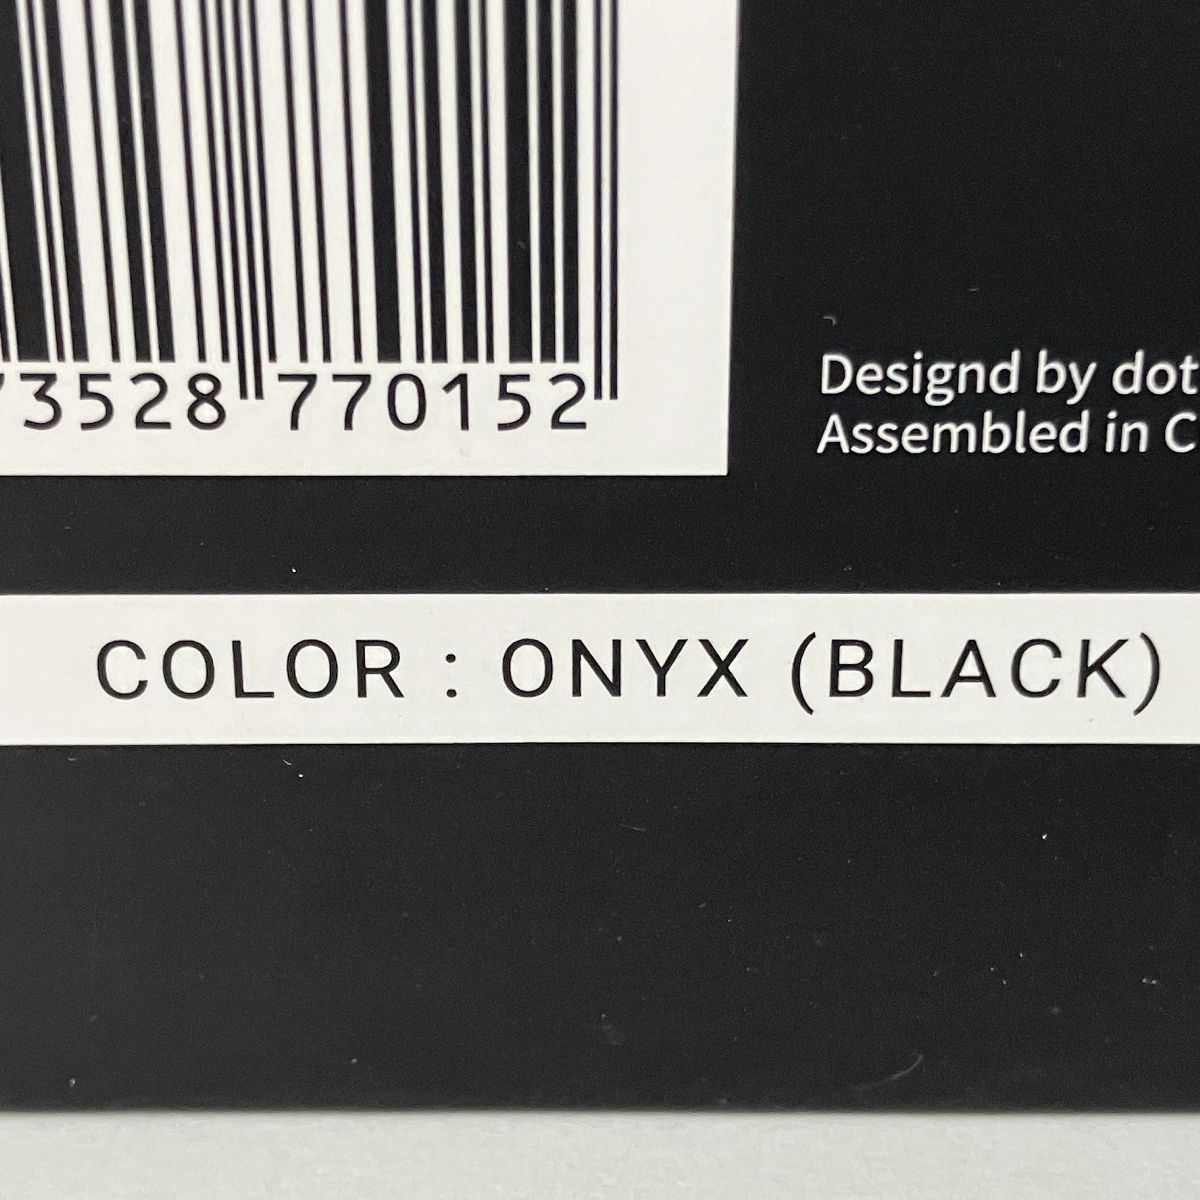 3528 770152
Designd by dot
Assembled in C
COLOR : ONYX (BLACK)